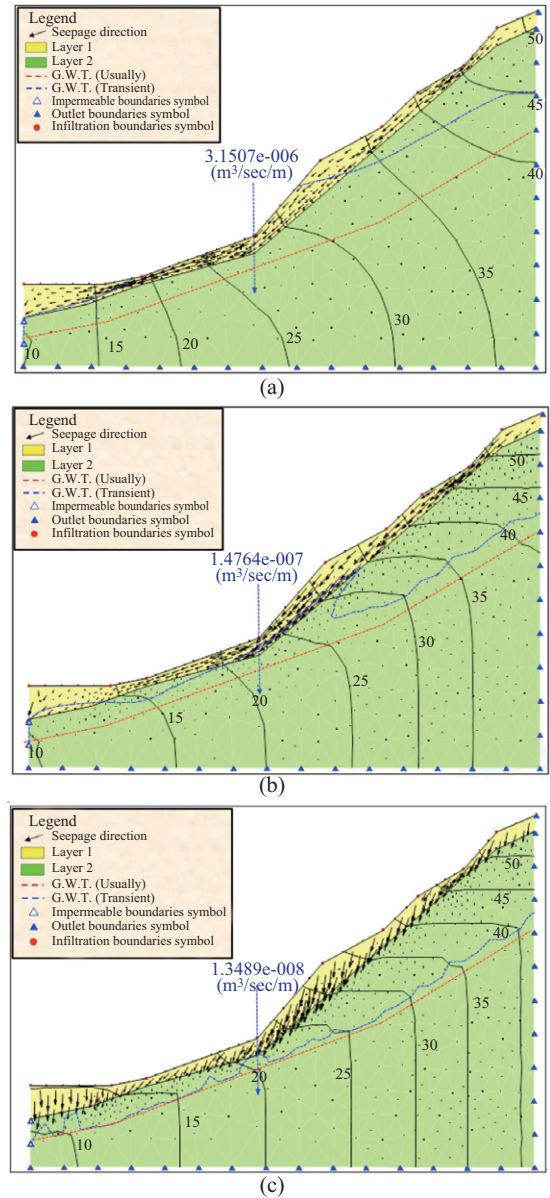 Legend
Seepage direction
Layer 1
Layer 2
G.W.T. (Usually)
G.W.T. (Transient)
Impermeable boundaries symbol
Outlet boundaries symbol
Infiltration boundaries symbol
50
45
40
3.1507e-006
(m³/sec/m)
35
30
25
20
15
10
(a)
Legend
Seepage direction
Layer 1
Layer 2
G.W.T. (Usually)
G.W.T. (Transient)
Impermeable boundaries symbol
Outlet boundaries symbol
Infiltration boundaries symbol
50
45
40
1.4764e-007
(m³/sec/m)
35
30
25
20
15
10
(b)
Legend
Seepage direction
Layer 1
Layer 2
G.W.T. (Usually)
G.W.T. (Transient)
Impermeable boundaries symbol
Outlet boundaries symbol
Infiltration boundaries symbol
50
45
40
1.3489e-008
(m³/sec/m)
35
30
25
20
15
10
(c)